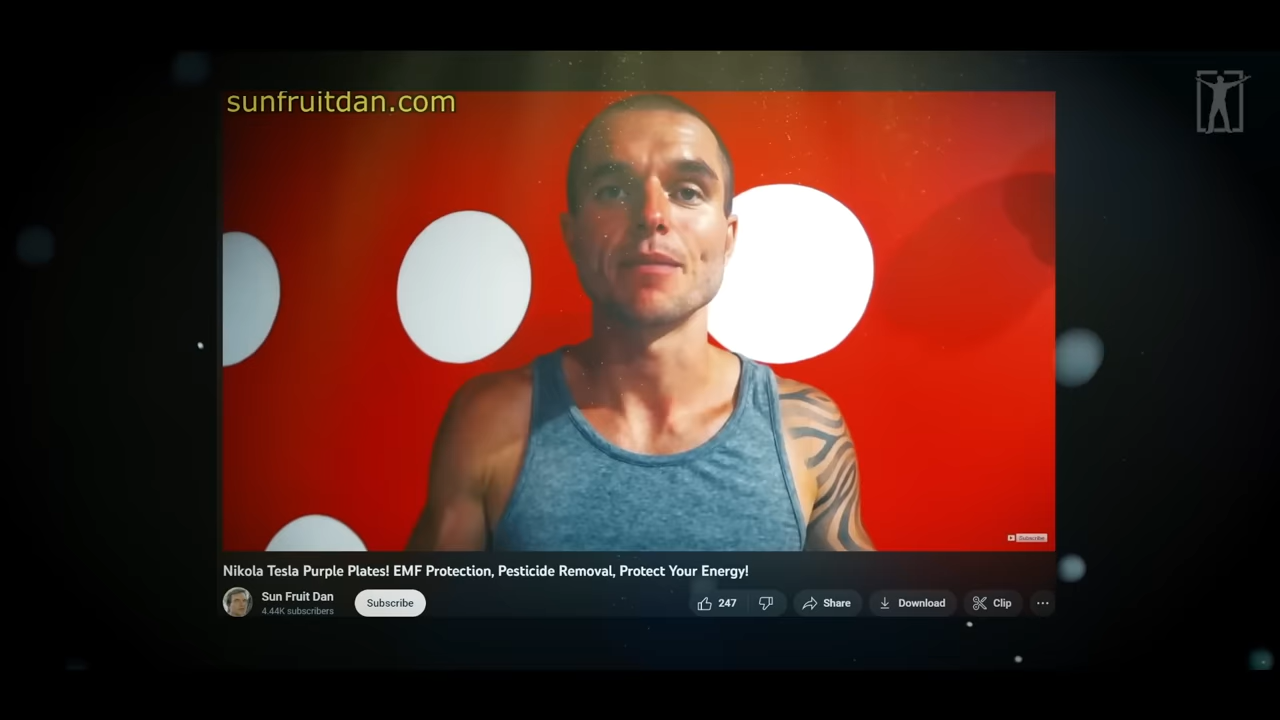 sunfruitdan.com
Subscribe
Nikola Tesla Purple Plates! EMF Protection, Pesticide Removal, Protect Your Energy!
Sun Fruit Dan
4.44K subscribers
Subscribe
247
Share
Download
Clip